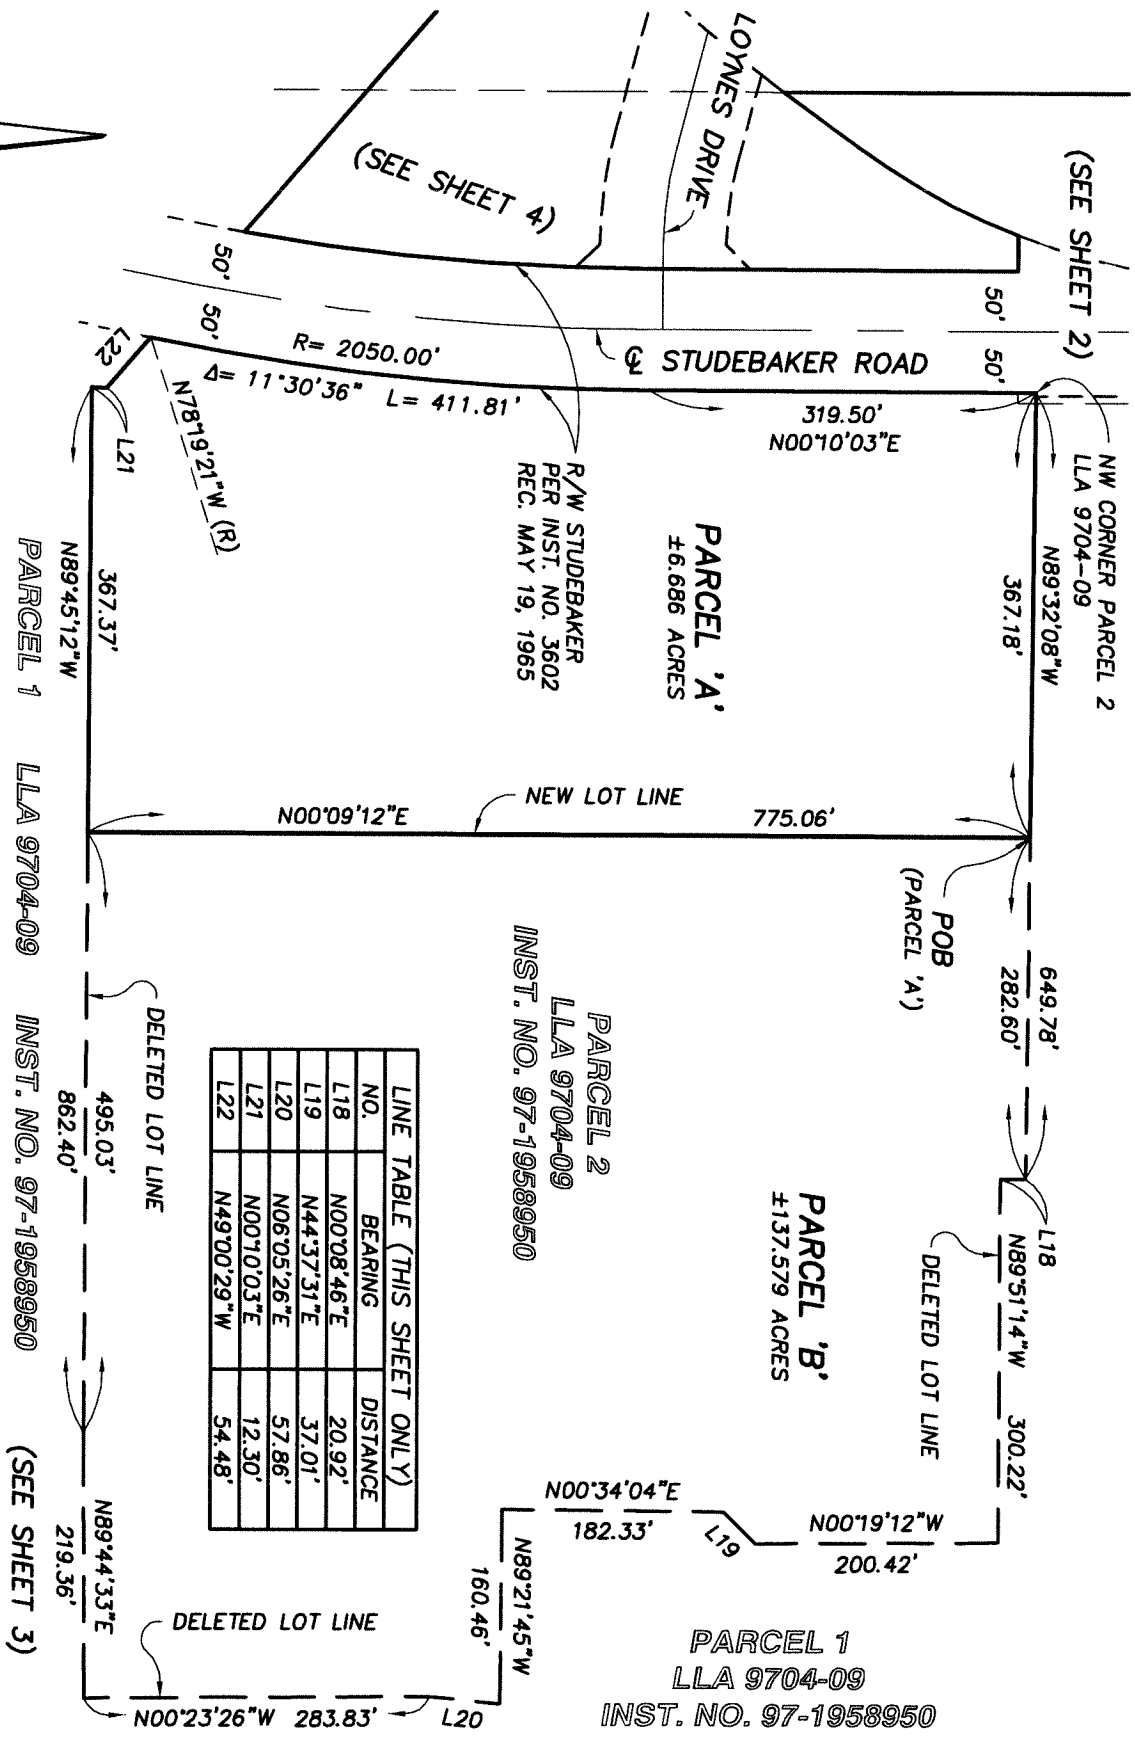 (SEE SHEET 2)
LOYNES DRIVE
(SEE SHEET 4)
50'
50'
50'
50'
℄ STUDEBAKER ROAD
R= 2050.00'
Δ= 11°30'36" L= 411.81'
L22
L21
N78°19'21"W (R)
319.50'
N00°10'03"E
NW CORNER PARCEL 2
LLA 9704-09
N89°32'08"W
367.18'
R/W STUDEBAKER
PER INST. NO. 3602
REC. MAY 19, 1965
PARCEL 'A'
±6.686 ACRES
367.37'
N89°45'12"W
PARCEL 1 LLA 9704-09 INST. NO. 97-1958950
N00°09'12"E
NEW LOT LINE
775.06'
POB
(PARCEL 'A')
649.78'
282.60'
L18
N89°51'14"W 300.22'
DELETED LOT LINE
PARCEL 2
LLA 9704-09
INST. NO. 97-1958950
PARCEL 'B'
±137.579 ACRES
DELETED LOT LINE
495.03'
862.40'
LINE TABLE (THIS SHEET ONLY)
NO. BEARING DISTANCE
L18 N00°08'46"E 20.92'
L19 N44°37'31"E 37.01'
L20 N06°05'26"E 57.86'
L21 N00°10'03"E 12.30'
L22 N49°00'29"W 54.48'
N00°34'04"E
182.33'
L19
N00°19'12"W
200.42'
N89°21'45"W
160.46'
N89°44'33"E
219.36'
(SEE SHEET 3)
DELETED LOT LINE
N00°23'26"W 283.83'
L20
PARCEL 1
LLA 9704-09
INST. NO. 97-1958950